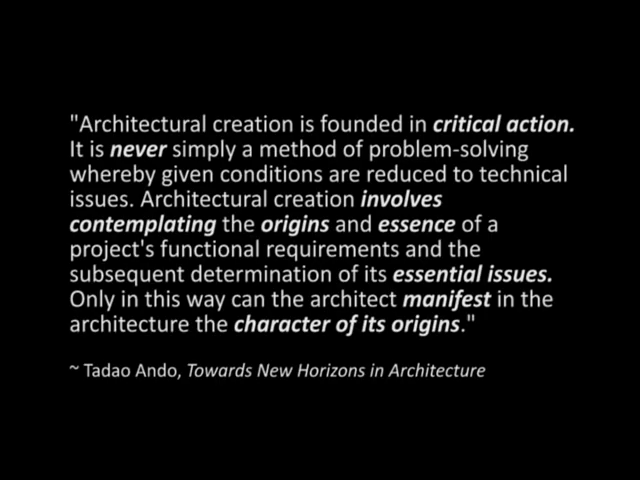 "Architectural creation is founded in critical action.
It is never simply a method of problem-solving
whereby given conditions are reduced to technical
issues. Architectural creation involves
contemplating the origins and essence of a
project's functional requirements and the
subsequent determination of its essential issues.
Only in this way can the architect manifest in the
architecture the character of its origins."
~ Tadao Ando, Towards New Horizons in Architecture